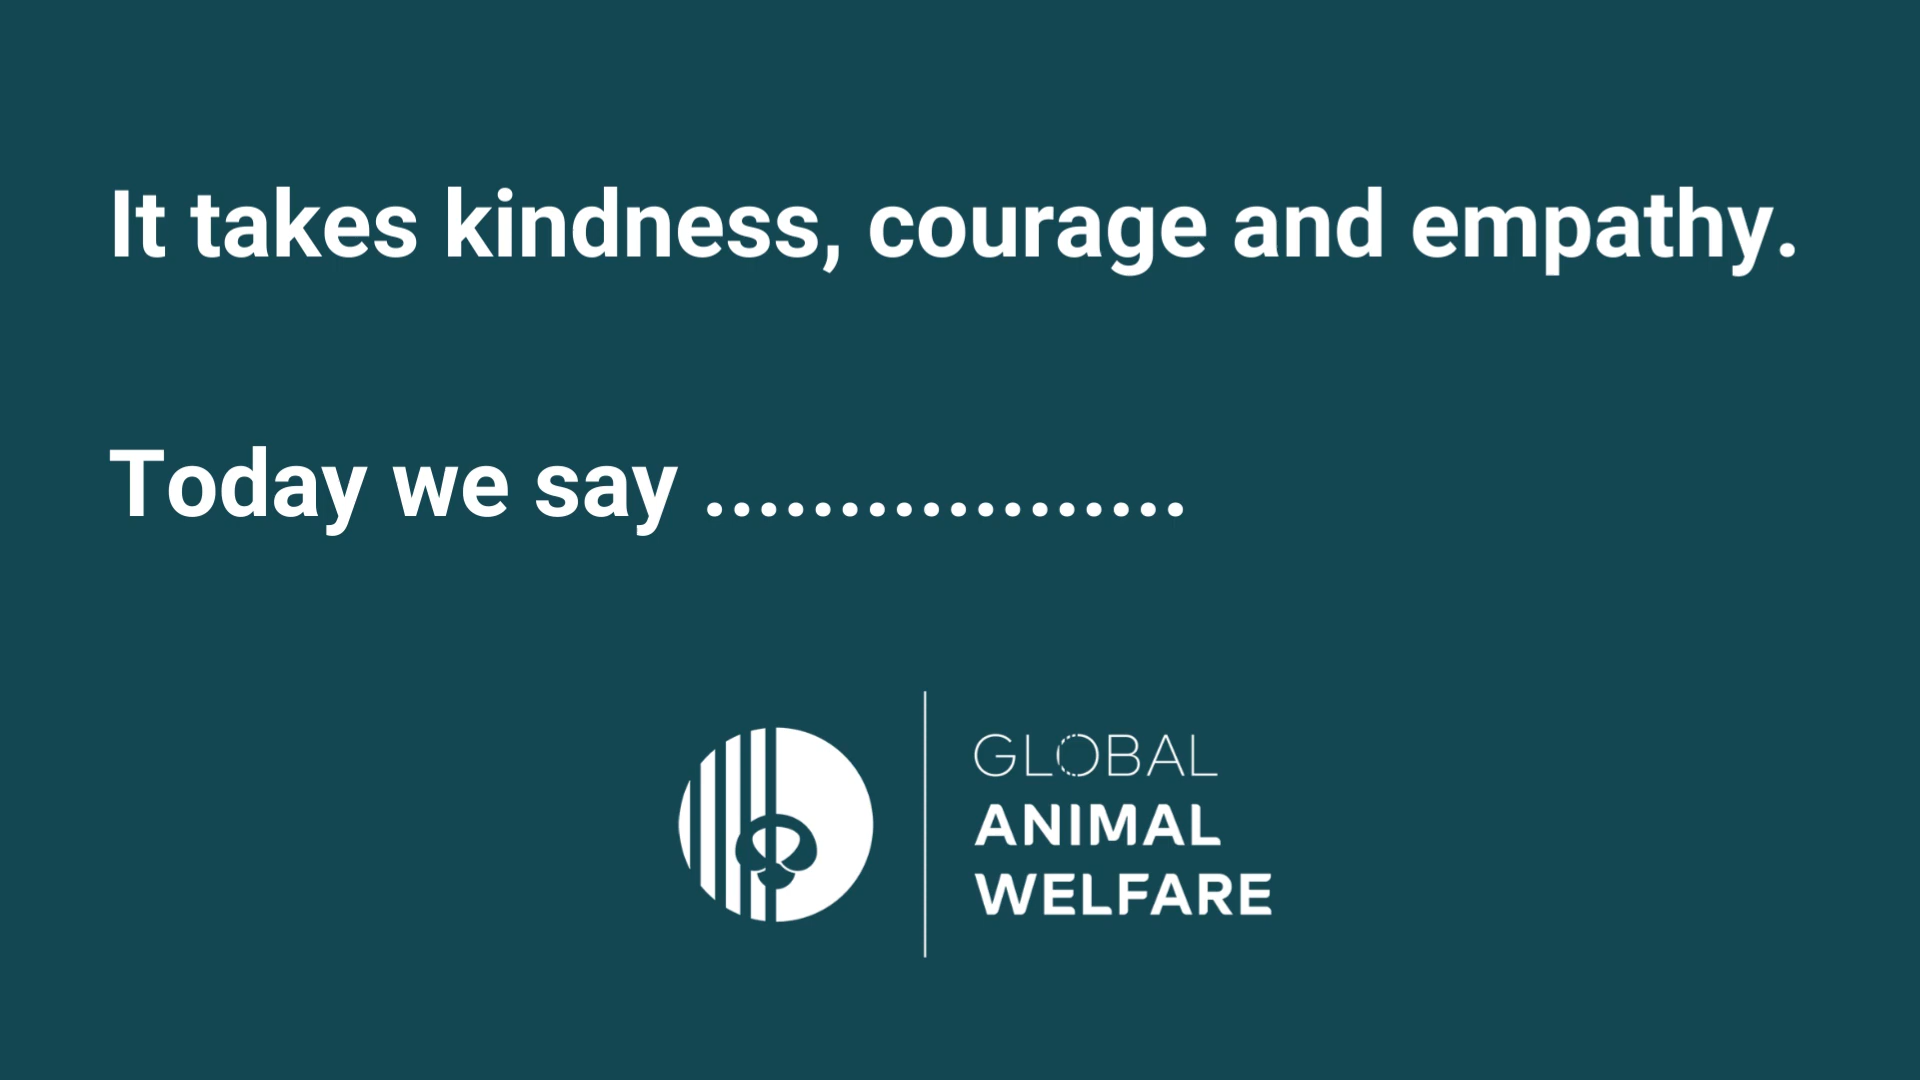 It takes kindness, courage and empathy.
Today we say ..................
GLOBAL
ANIMAL
WELFARE